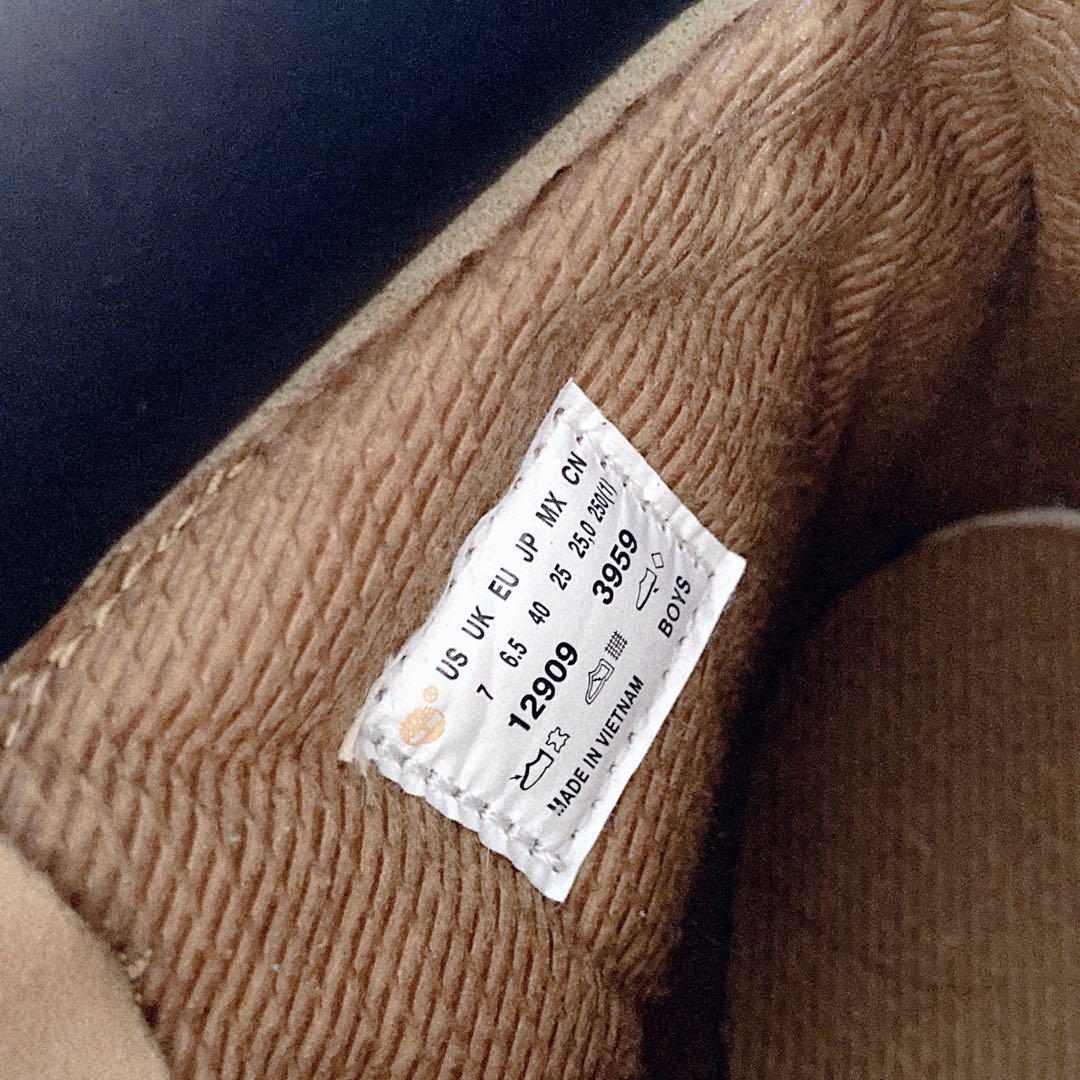 ®
US UK EU JP MX CN
7 6.5 40 25 25,0 250(1)
12909 3959
BOYS
MADE IN VIETNAM